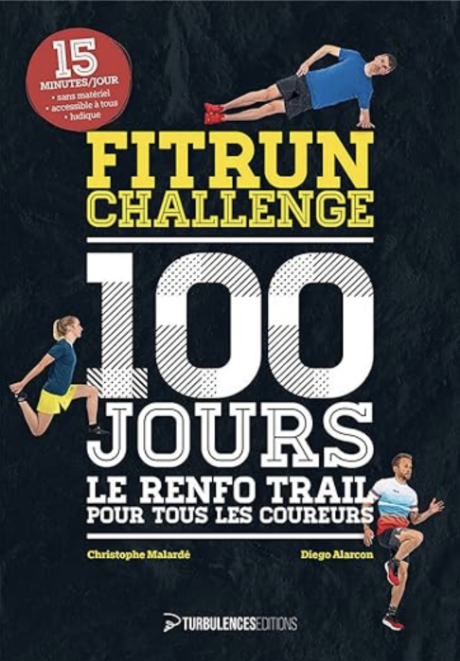 15
MINUTES/JOUR
• sans matériel
• accessible à tous
• ludique
FITRUN
CHALLENGE
100
JOURS
LE RENFO TRAIL
POUR TOUS LES COUREURS
Christophe Malardé
Diego Alarcon
TURBULENCESEDITIONS